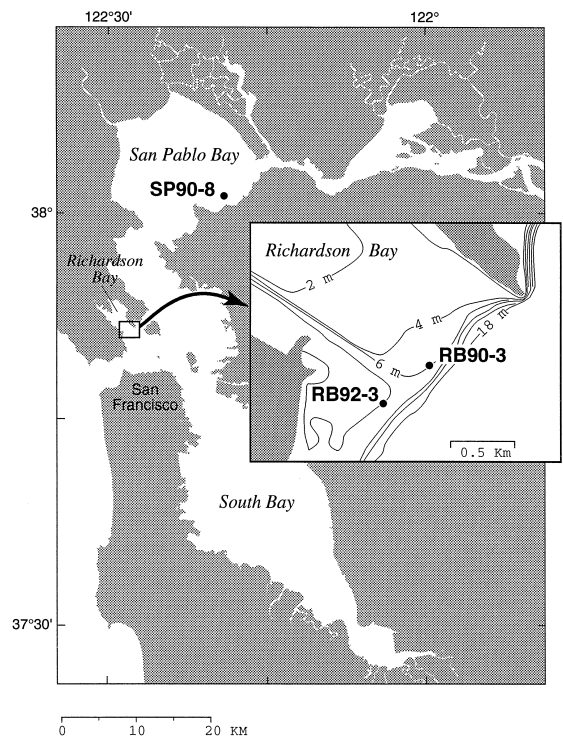 122°30'
122°
San Pablo Bay
SP90-8
38°
Richardson
Bay
Richardson Bay
2 m
4 m
18 m
6 m
RB90-3
RB92-3
0.5 Km
San
Francisco
South Bay
37°30'
0 10 20 KM